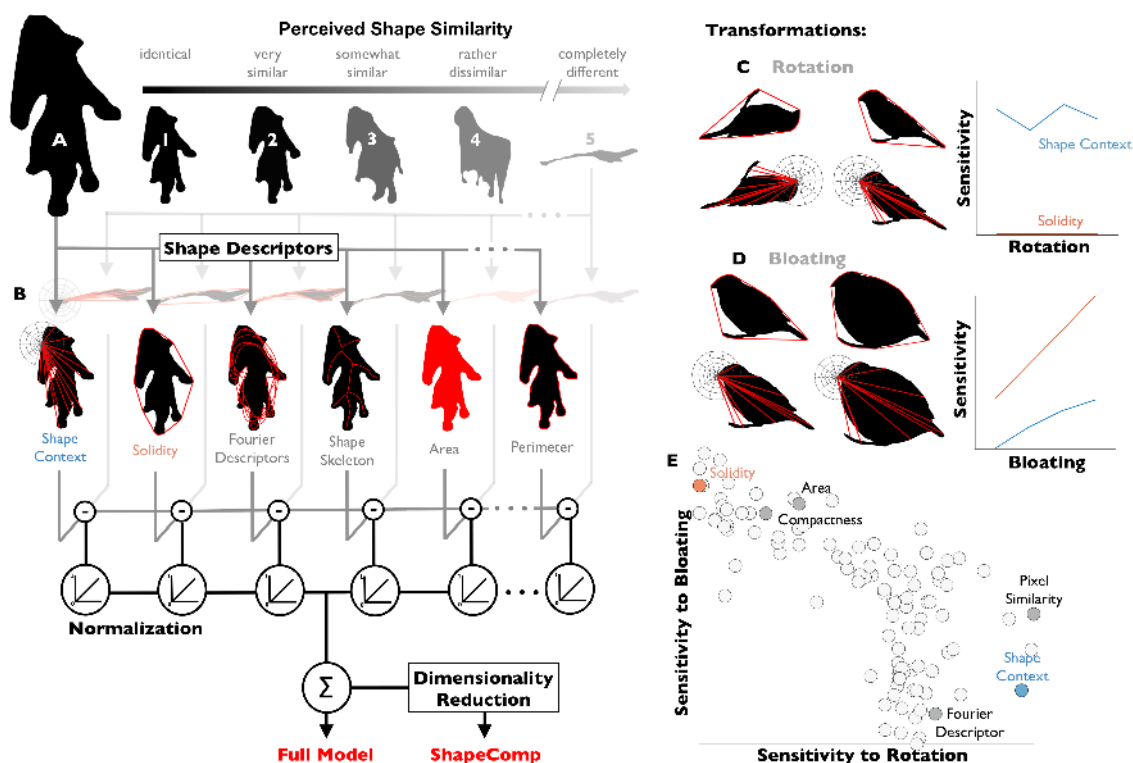 Perceived Shape Similarity
identical
very
similar
somewhat
similar
rather
dissimilar
completely
different
A
1
2
3
4
5
Shape Descriptors
B
Shape
Context
Solidity
Fourier
Descriptors
Shape
Skeleton
Area
Perimeter
Normalization
Σ
Dimensionality
Reduction
Full Model
ShapeComp
Transformations:
C Rotation
Sensitivity
Shape Context
Solidity
Rotation
D Bloating
Sensitivity
Bloating
E
Solidity
Area
Compactness
Pixel
Similarity
Shape
Context
Fourier
Descriptor
Sensitivity to Bloating
Sensitivity to Rotation